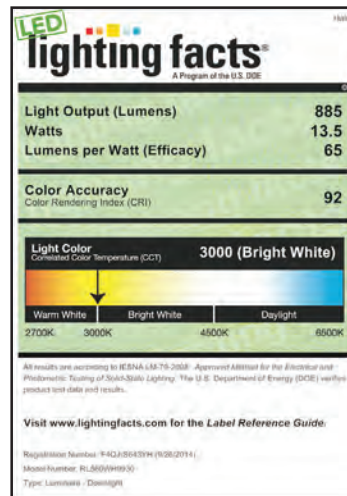 LED
lighting facts®
A Program of the U.S. DOE
Light Output (Lumens) 885
Watts 13.5
Lumens per Watt (Efficacy) 65
Color Accuracy 92
Color Rendering Index (CRI)
Light Color 3000 (Bright White)
Correlated Color Temperature (CCT)
Warm White Bright White Daylight
2700K 3000K 4500K 6500K
All results are according to IESNA LM-79-2008: Approved Method for the Electrical and
Photometric Testing of Solid-State Lighting. The U.S. Department of Energy (DOE) verifies
product test data and results.
Visit www.lightingfacts.com for the Label Reference Guide.
Registration Number: (9/26/2014)
Model Number:
Type: Luminaire - Downlight